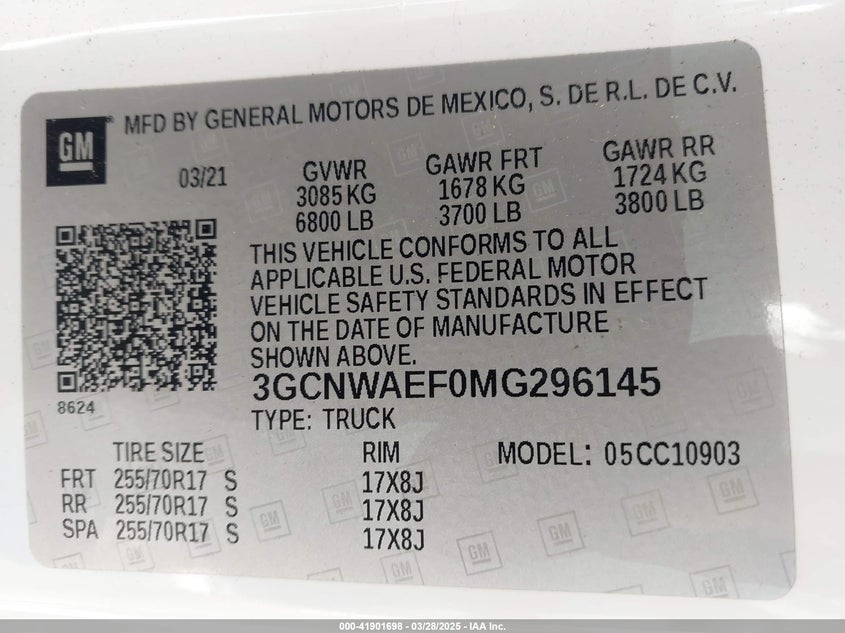 GM
MFD BY GENERAL MOTORS DE MEXICO, S. DE R.L. DE C.V.
03/21 GVWR GAWR FRT GAWR RR
3085 KG 1678 KG 1724 KG
6800 LB 3700 LB 3800 LB
THIS VEHICLE CONFORMS TO ALL
APPLICABLE U.S. FEDERAL MOTOR
VEHICLE SAFETY STANDARDS IN EFFECT
ON THE DATE OF MANUFACTURE
SHOWN ABOVE.
8624
3GCNWAEF0MG296145
TYPE: TRUCK
TIRE SIZE RIM MODEL: 05CC10903
FRT 255/70R17 S 17X8J
RR 255/70R17 S 17X8J
SPA 255/70R17 S 17X8J
000-41901698 - 03/28/2025 - IAA Inc.